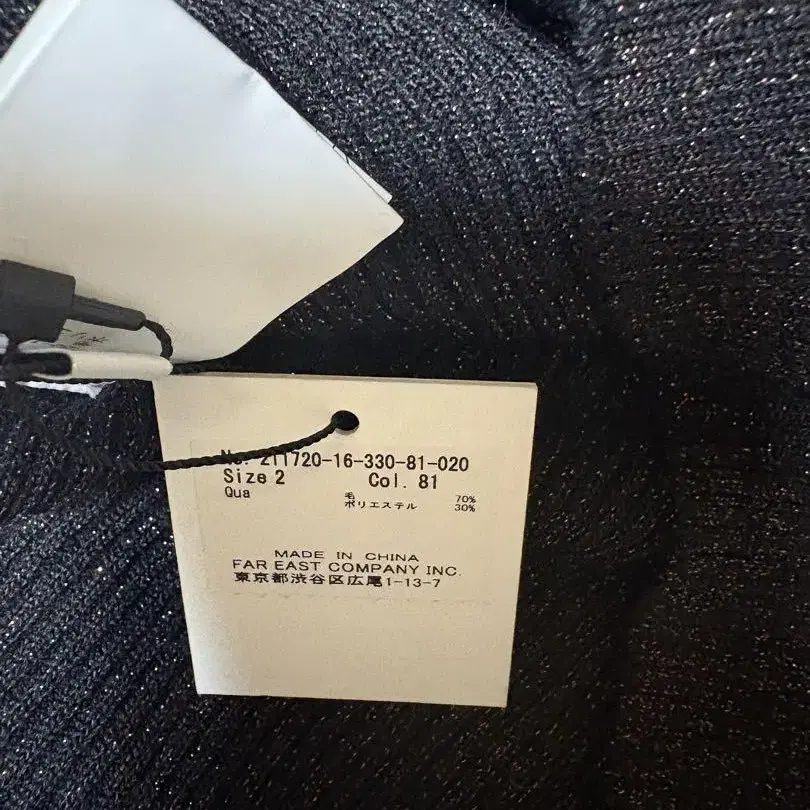 No. 211720-16-330-81-020
Size 2 Col. 81
Qua 毛 70%
ポリエステル 30%
MADE IN CHINA
FAR EAST COMPANY INC.
東京都渋谷区広尾1-13-7